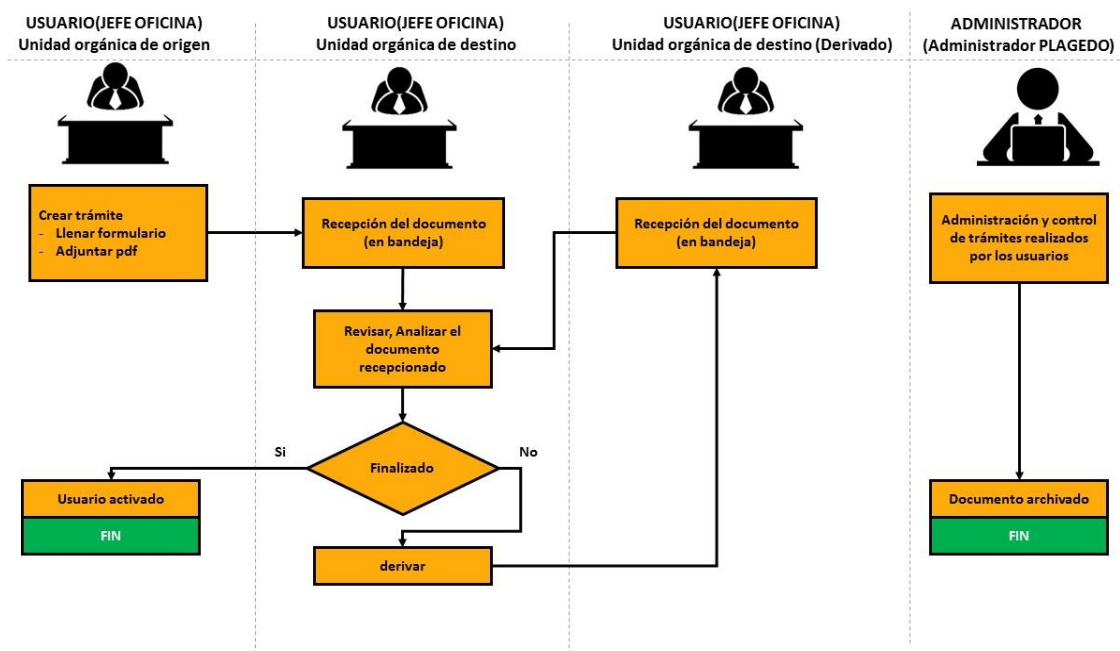 USUARIO(JEFE OFICINA)
Unidad orgánica de origen
USUARIO(JEFE OFICINA)
Unidad orgánica de destino
USUARIO(JEFE OFICINA)
Unidad orgánica de destino (Derivado)
ADMINISTRADOR
(Administrador PLAGEDO)
Crear trámite
- Llenar formulario
- Adjuntar pdf
Recepción del documento
(en bandeja)
Recepción del documento
(en bandeja)
Administración y control
de trámites realizados
por los usuarios
Revisar, Analizar el
documento
recepcionado
Si
Finalizado
No
Usuario activado
FIN
derivar
Documento archivado
FIN